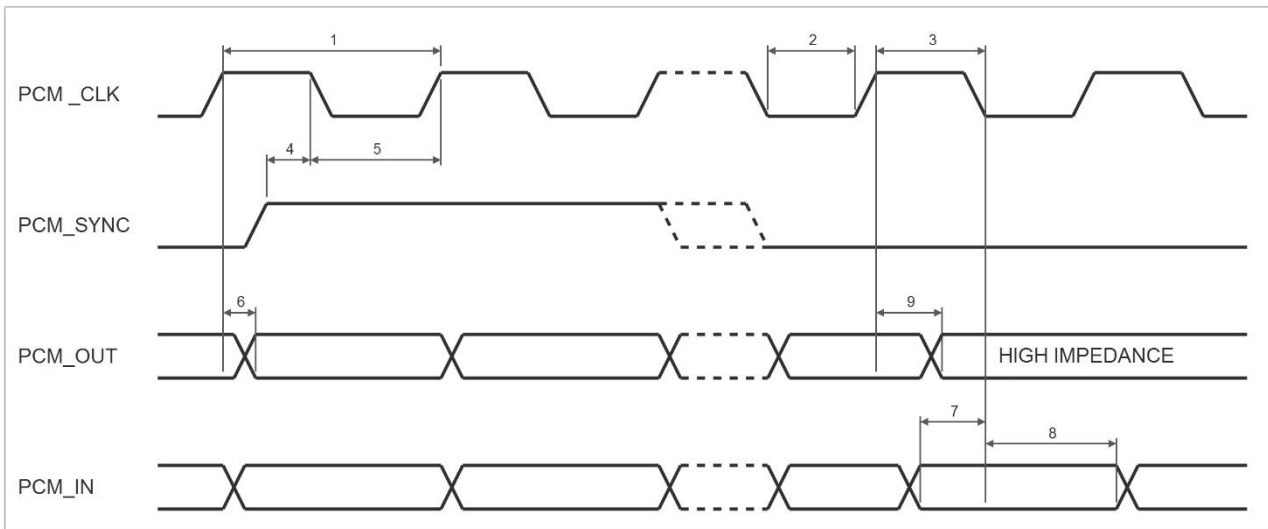 1
2
3
PCM _CLK
4
5
PCM_SYNC
6
9
PCM_OUT
HIGH IMPEDANCE
7
8
PCM_IN